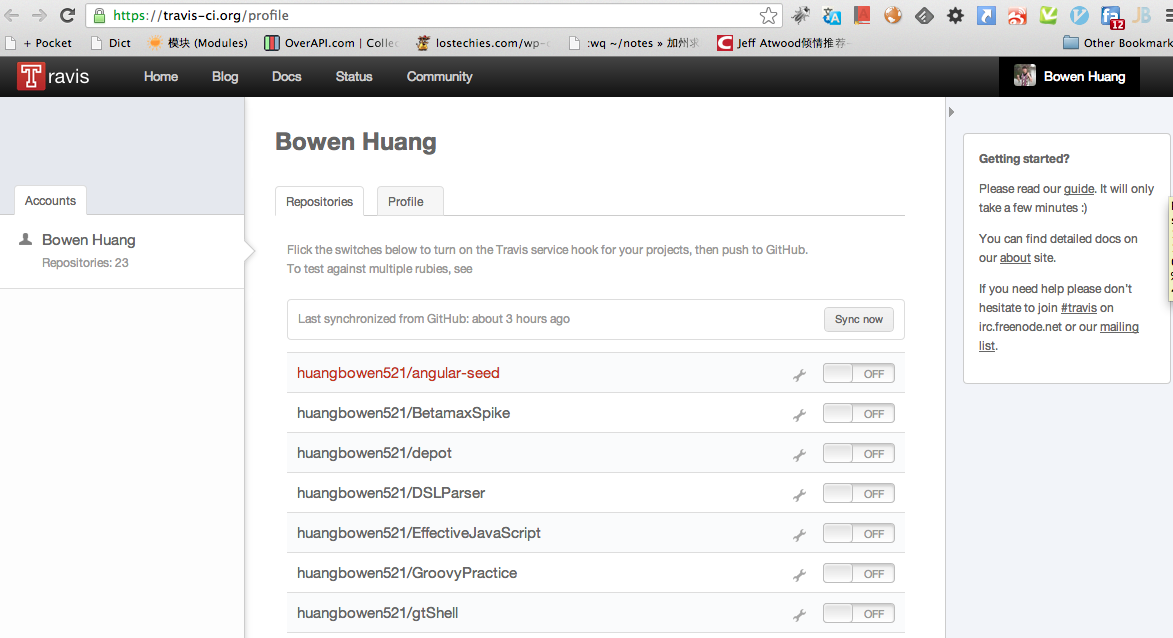 https://travis-ci.org/profile
12
JB
+ Pocket
Dict
模块 (Modules)
OverAPI.com | Collec
lostechies.com/wp-c
:wq ~/notes » 加州求
Jeff Atwood倾情推荐-
Other Bookmark
Travis
Home
Blog
Docs
Status
Community
Bowen Huang
Bowen Huang
Accounts
Bowen Huang
Repositories: 23
Repositories
Profile
Flick the switches below to turn on the Travis service hook for your projects, then push to GitHub.
To test against multiple rubies, see
Last synchronized from GitHub: about 3 hours ago
Sync now
huangbowen521/angular-seed
OFF
huangbowen521/BetamaxSpike
OFF
huangbowen521/depot
OFF
huangbowen521/DSLParser
OFF
huangbowen521/EffectiveJavaScript
OFF
huangbowen521/GroovyPractice
OFF
huangbowen521/gtShell
OFF
Getting started?
Please read our guide. It will only
take a few minutes :)
You can find detailed docs on
our about site.
If you need help please don't
hesitate to join #travis on
irc.freenode.net or our mailing
list.